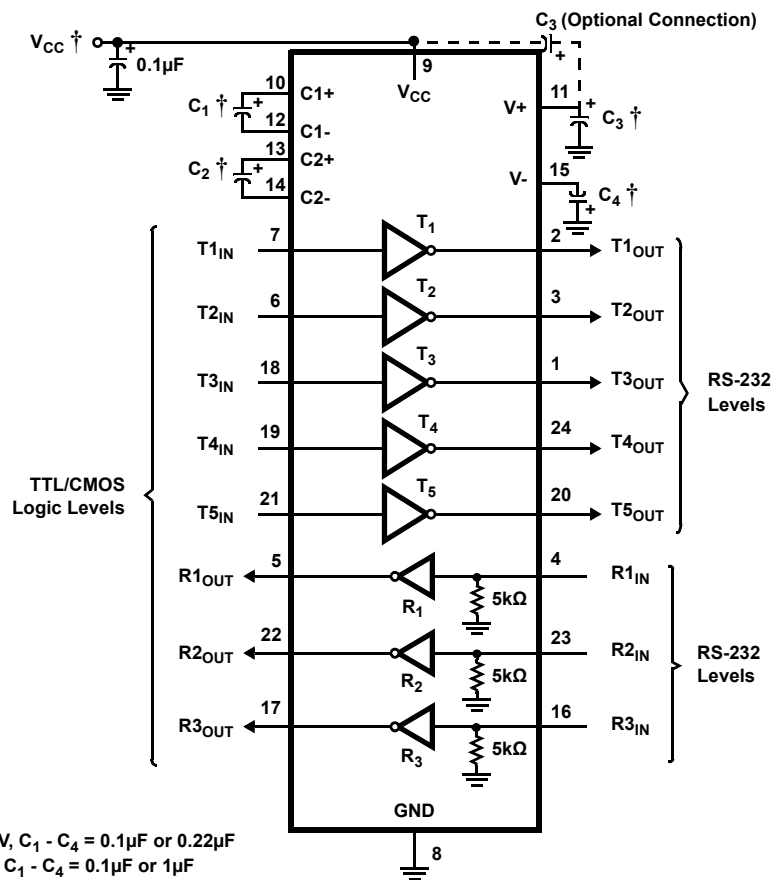 C3 (Optional Connection)
VCC †
0.1µF
+
9
VCC
+
10
C1+
C1 †
+
12
C1-
13
C2+
C2 †
+
14
C2-
11
V+
+
C3 †
15
V-
C4 †
+
T1IN
7
T1
2
T1OUT
T2IN
6
T2
3
T2OUT
T3IN
18
T3
1
T3OUT
T4IN
19
T4
24
T4OUT
T5IN
21
T5
20
T5OUT
RS-232
Levels
TTL/CMOS
Logic Levels
R1OUT
5
R1
5kΩ
4
R1IN
R2OUT
22
R2
5kΩ
23
R2IN
R3OUT
17
R3
5kΩ
16
R3IN
RS-232
Levels
GND
8
V, C1 - C4 = 0.1µF or 0.22µF
C1 - C4 = 0.1µF or 1µF